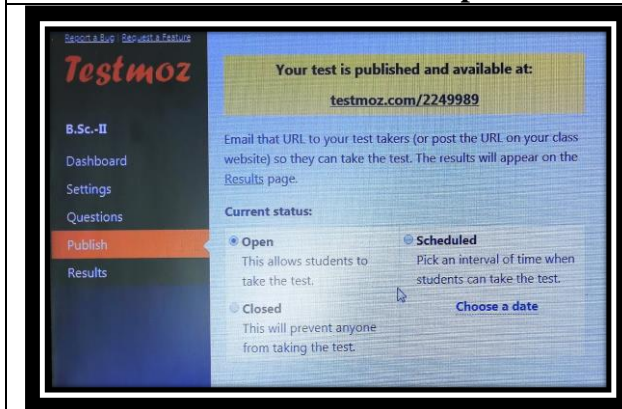 Report a Bug | Request a Feature
Testmoz
B.Sc.-II
Dashboard
Settings
Questions
Publish
Results
Your test is published and available at:
testmoz.com/2249989
Email that URL to your test takers (or post the URL on your class
website) so they can take the test. The results will appear on the
Results page.
Current status:
Open
This allows students to
take the test.
Closed
This will prevent anyone
from taking the test.
Scheduled
Pick an interval of time when
students can take the test.
Choose a date